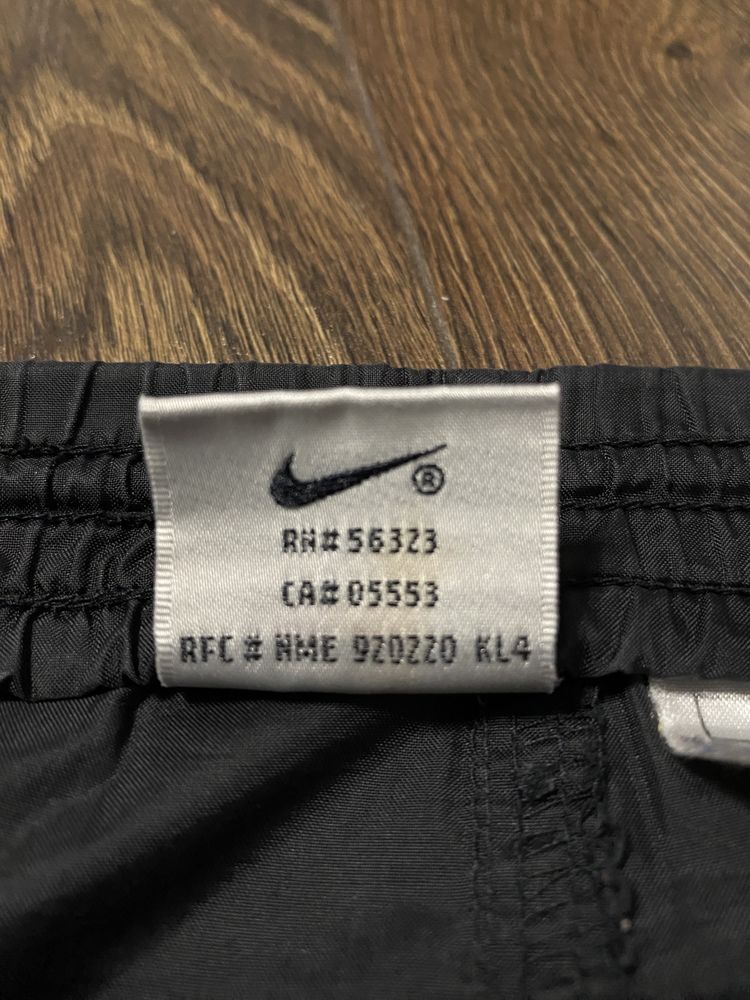 ®
RN# 56323
CA# 05553
RFC # NME 920220 KL4